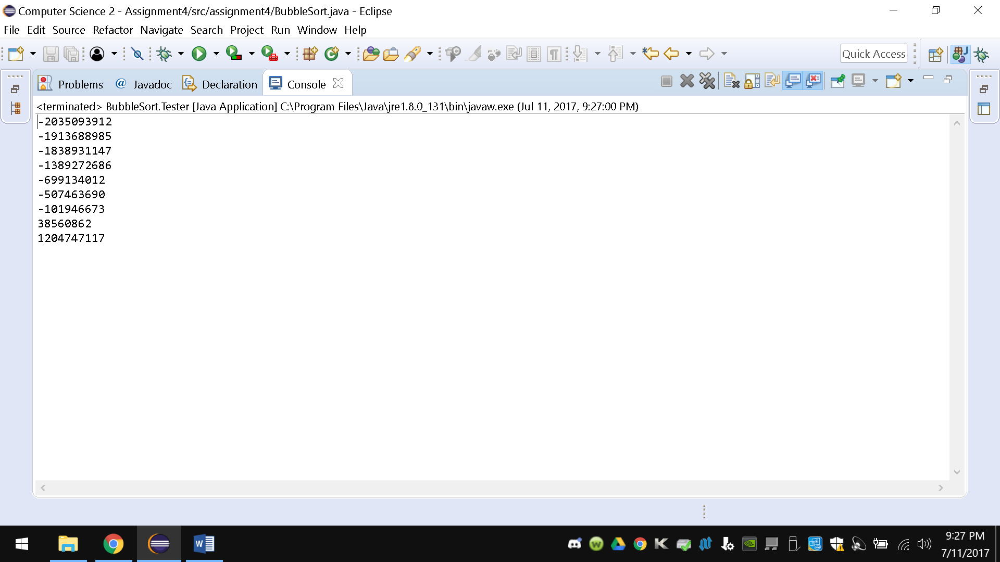 Computer Science 2 - Assignment4/src/assignment4/BubbleSort.java - Eclipse
File Edit Source Refactor Navigate Search Project Run Window Help
Quick Access
Problems @ Javadoc Declaration Console
<terminated> BubbleSort.Tester [Java Application] C:\Program Files\Java\jre1.8.0_131\bin\javaw.exe (Jul 11, 2017, 9:27:00 PM)
-2035093912
-1913688985
-1838931147
-1389272686
-699134012
-507463690
-101946673
38560862
1204747117
9:27 PM
7/11/2017